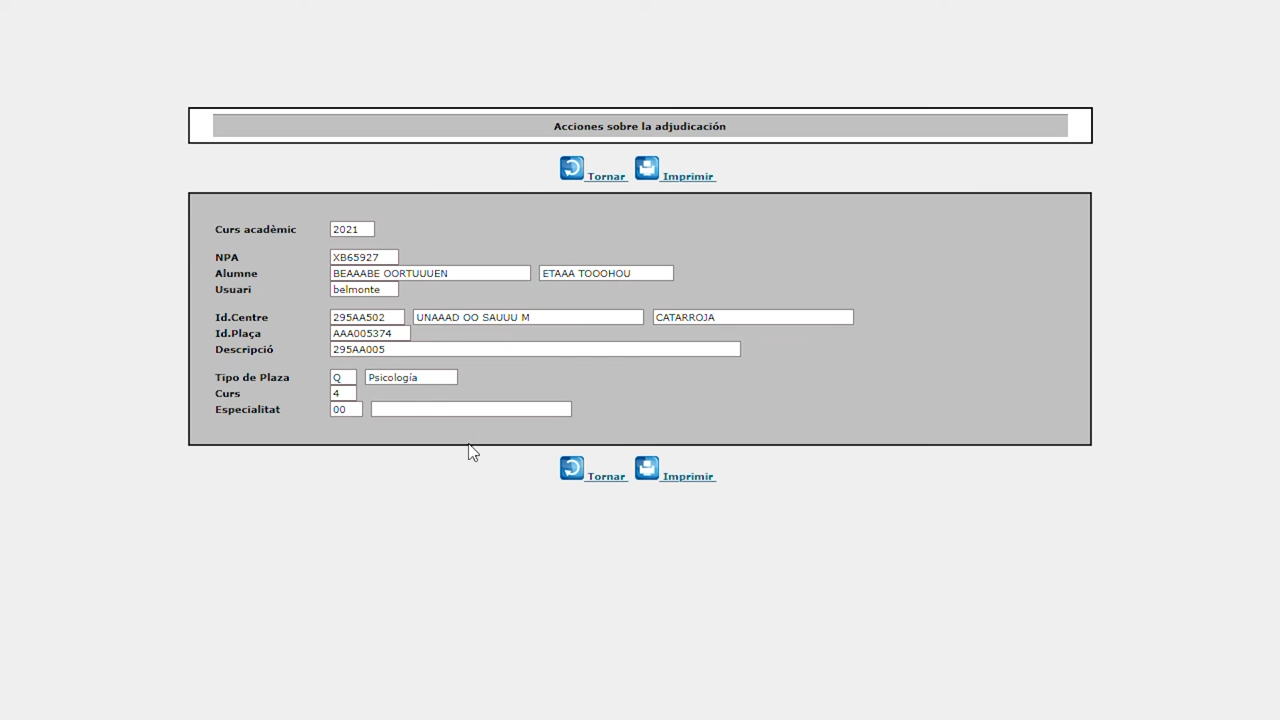 Acciones sobre la adjudicación
Tornar Imprimir
Curs acadèmic 2021
NPA XB65927
Alumne BEAAABE OORTUUUEN ETAAA TOOOHOU
Usuari belmonte
Id.Centre 295AA502 UNAAAD OO SAUUU M CATARROJA
Id.Plaça AAA005374
Descripció 295AA005
Tipo de Plaza Q Psicología
Curs 4
Especialitat 00
Tornar Imprimir